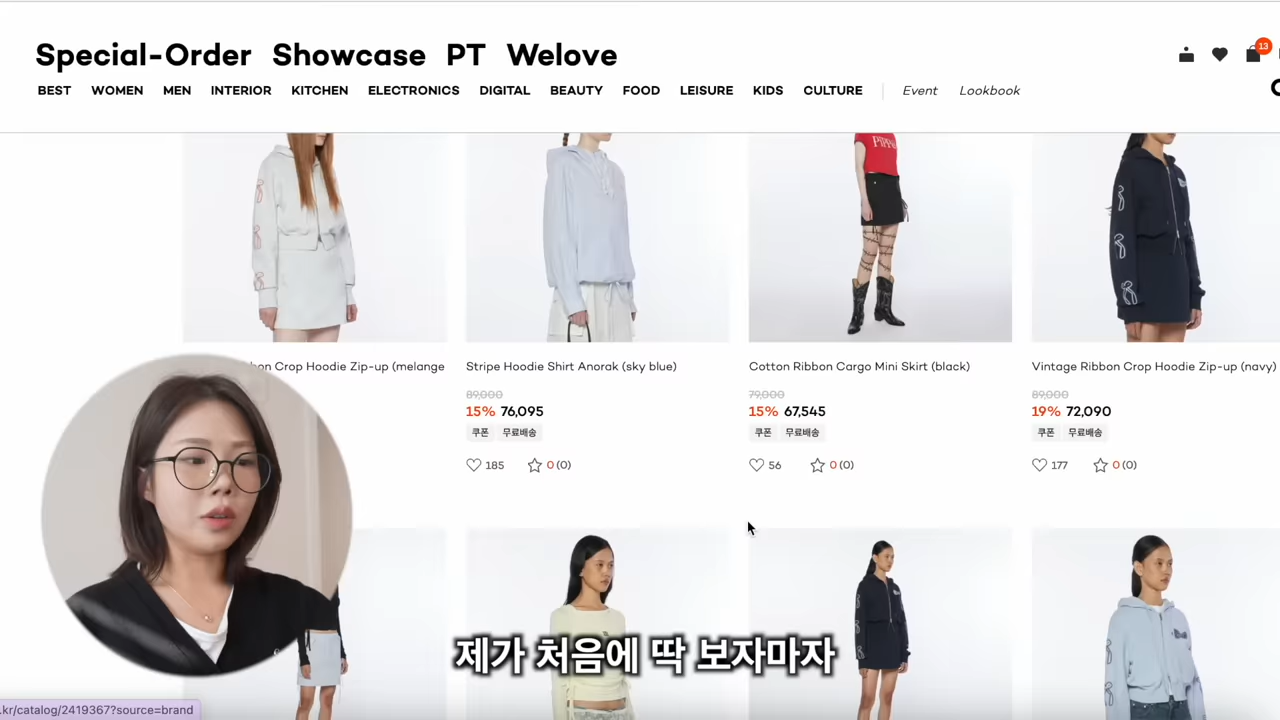 Special-Order Showcase PT Welove
13
BEST WOMEN MEN INTERIOR KITCHEN ELECTRONICS DIGITAL BEAUTY FOOD LEISURE KIDS CULTURE Event Lookbook
PIPPIN
Crop Hoodie Zip-up (melange
Stripe Hoodie Shirt Anorak (sky blue)
89,000
15% 76,095
쿠폰 무료배송
185 0 (0)
Cotton Ribbon Cargo Mini Skirt (black)
79,000
15% 67,545
쿠폰 무료배송
56 0 (0)
Vintage Ribbon Crop Hoodie Zip-up (navy)
89,000
19% 72,090
쿠폰 무료배송
177 0 (0)
제가 처음에 딱 보자마자
.kr/catalog/2419367?source=brand